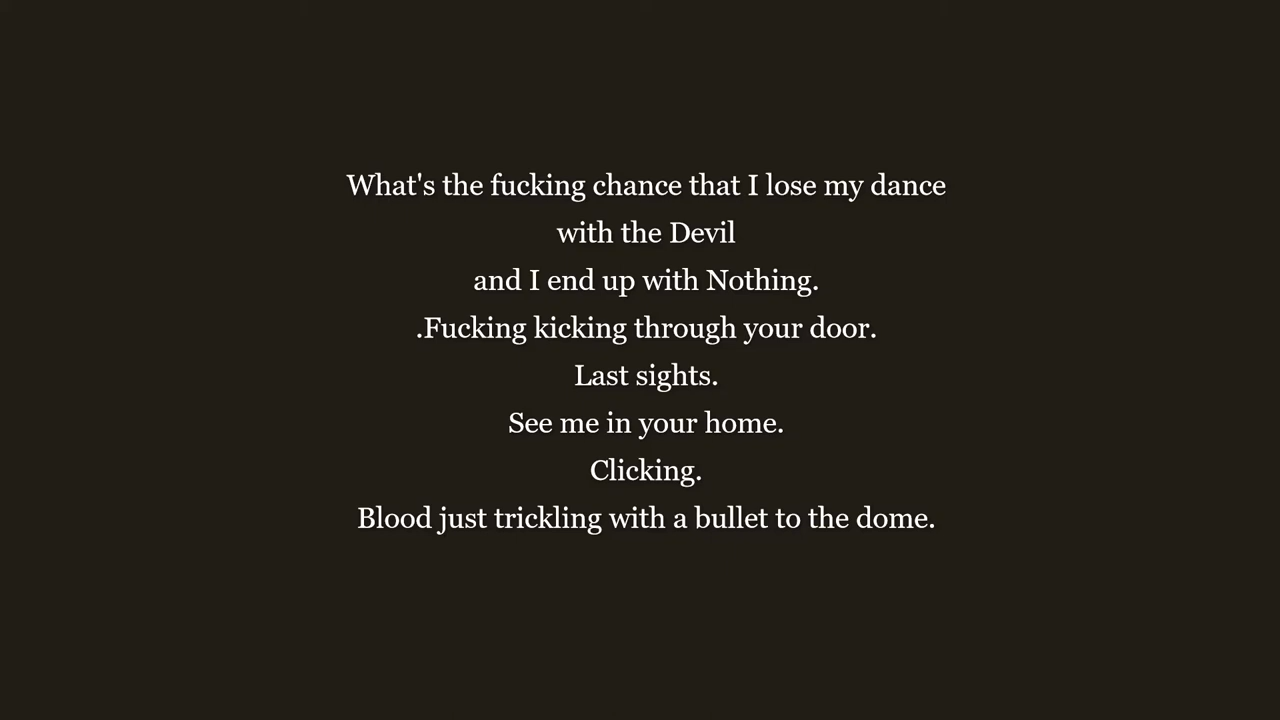 What's the fucking chance that I lose my dance
with the Devil
and I end up with Nothing.
.Fucking kicking through your door.
Last sights.
See me in your home.
Clicking.
Blood just trickling with a bullet to the dome.